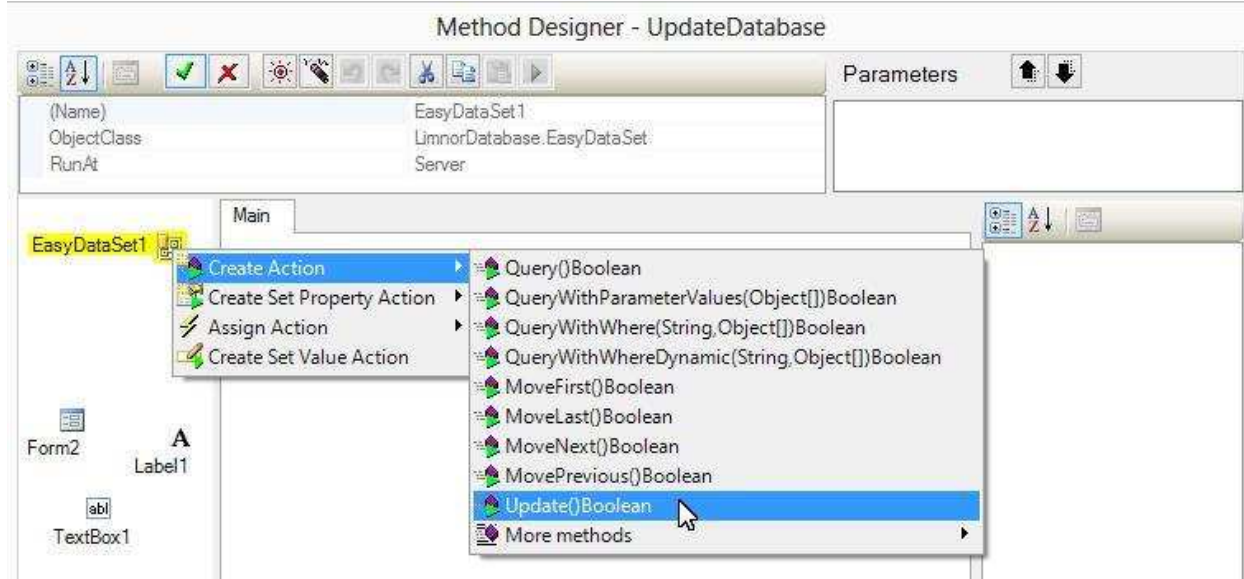 Method Designer - UpdateDatabase
Parameters
(Name) EasyDataSet1
ObjectClass LimnorDatabase.EasyDataSet
RunAt Server
Main
EasyDataSet1
Create Action
Create Set Property Action
Assign Action
Create Set Value Action
Query()Boolean
QueryWithParameterValues(Object[])Boolean
QueryWithWhere(String,Object[])Boolean
QueryWithWhereDynamic(String,Object[])Boolean
MoveFirst()Boolean
MoveLast()Boolean
MoveNext()Boolean
MovePrevious()Boolean
Update()Boolean
More methods
Form2
A
Label1
abl
TextBox1